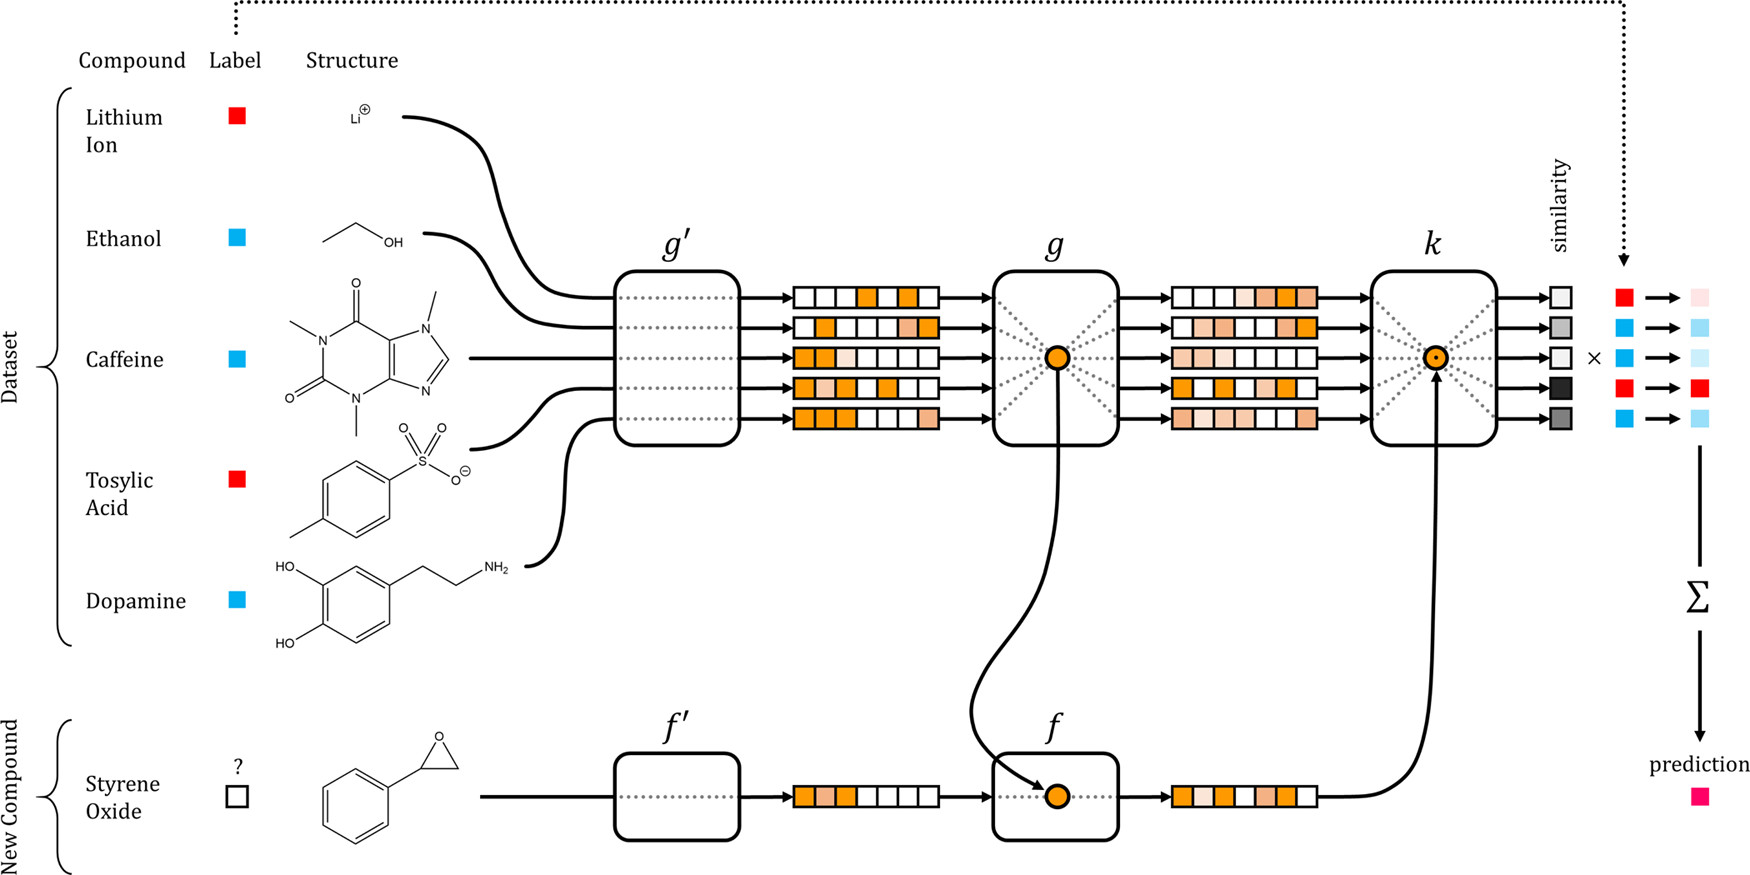 Compound Label Structure
Lithium
Ion
Li⊕
Ethanol
OH
g′
g
k
similarity
Dataset
Caffeine
O
N
N
O
N
N
×
Tosylic
Acid
O
O
S
O⊖
Dopamine
HO
NH₂
HO
Σ
New Compound
f′
f
Styrene
Oxide
?
O
prediction